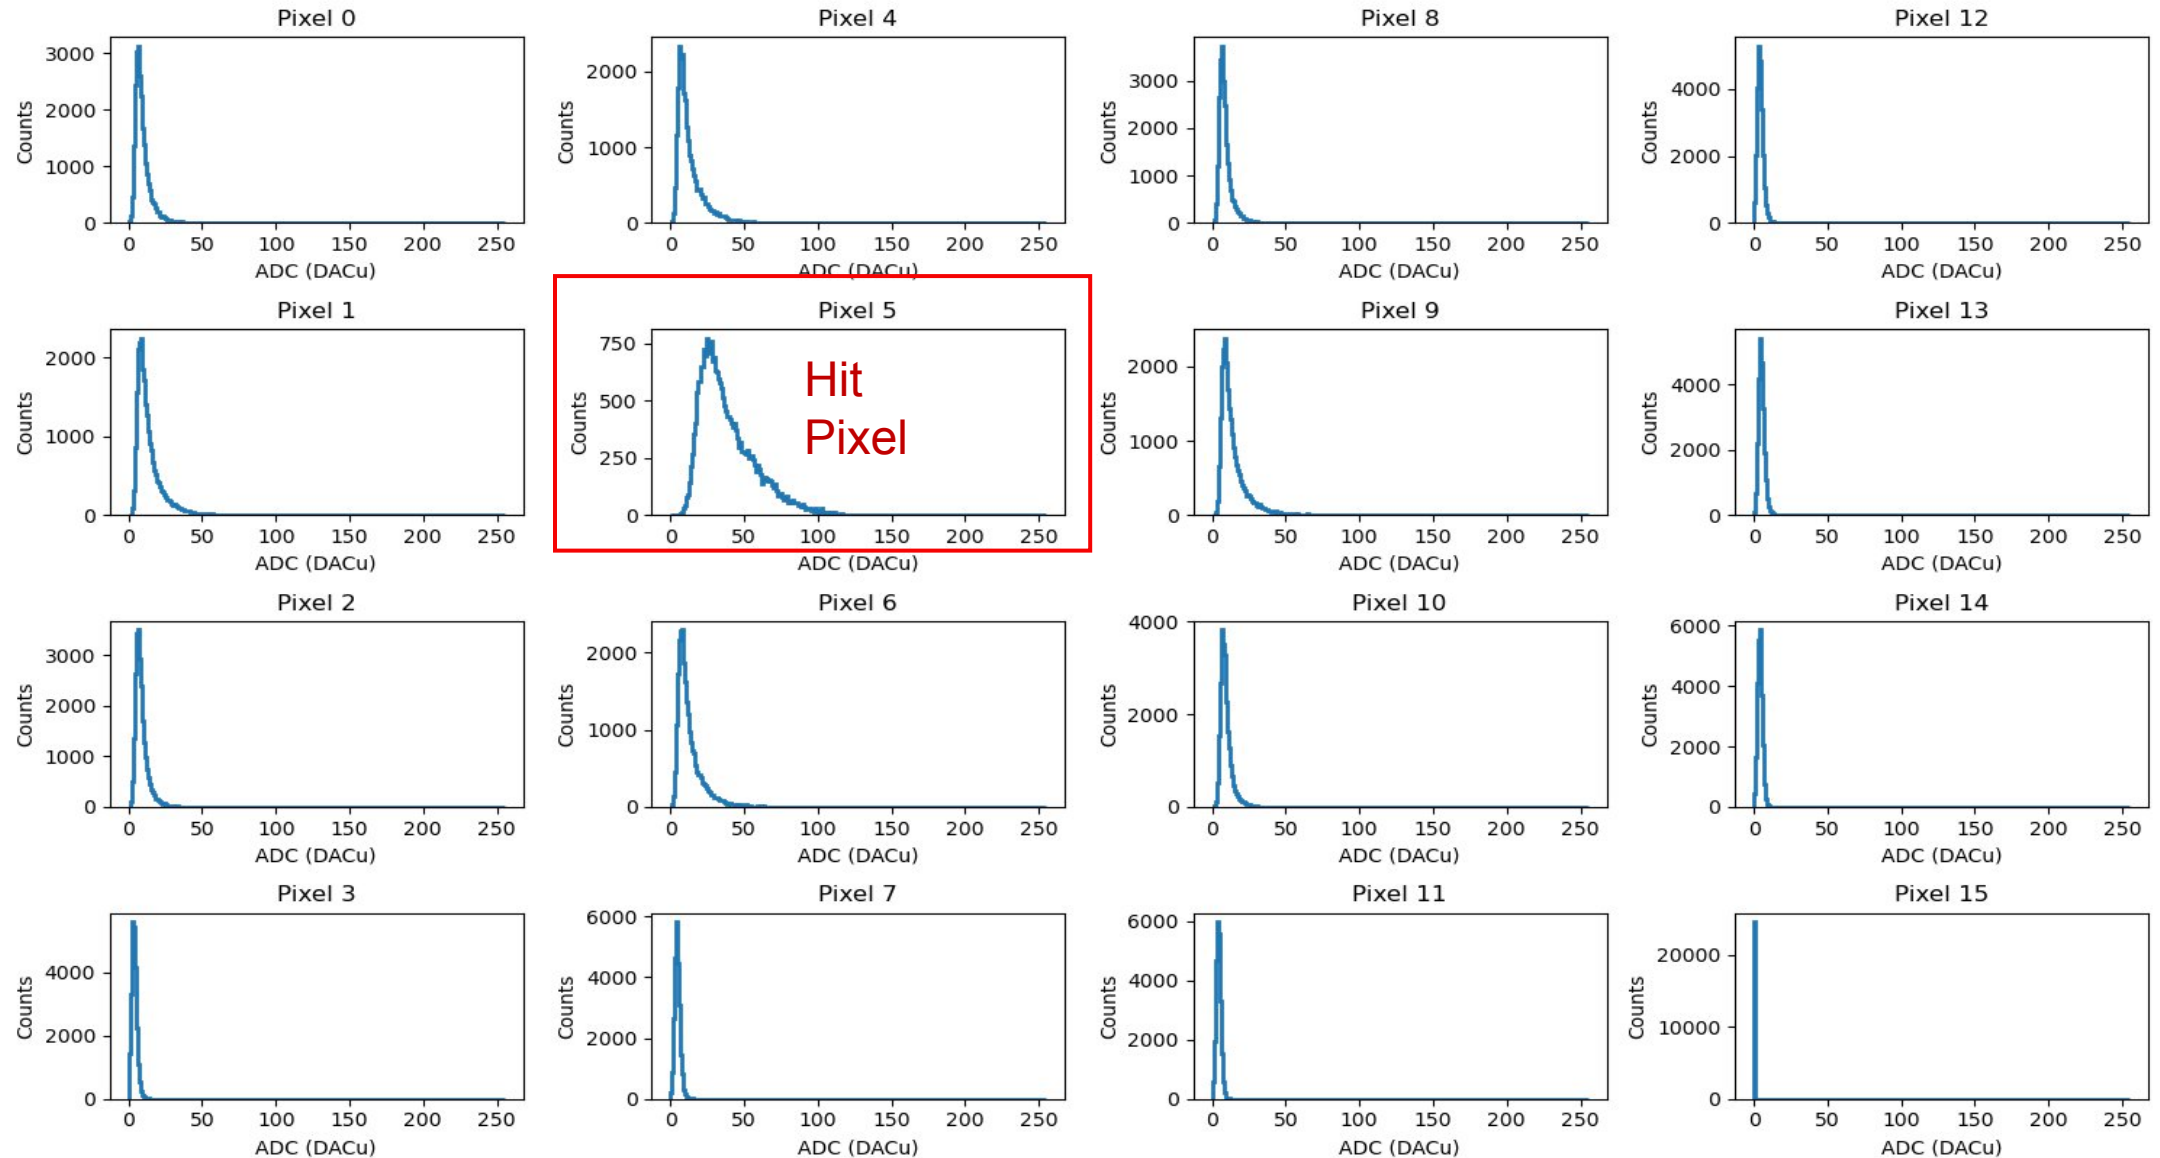 Pixel 0
3000
2000
1000
0
Counts
0 50 100 150 200 250
ADC (DACu)
Pixel 4
2000
1000
0
Counts
0 50 100 150 200 250
ADC (DACu)
Pixel 8
3000
2000
1000
0
Counts
0 50 100 150 200 250
ADC (DACu)
Pixel 12
4000
2000
0
Counts
0 50 100 150 200 250
ADC (DACu)
Pixel 1
2000
1000
0
Counts
0 50 100 150 200 250
ADC (DACu)
Pixel 5
750
500
250
0
Counts
Hit
Pixel
0 50 100 150 200 250
ADC (DACu)
Pixel 9
2000
1000
0
Counts
0 50 100 150 200 250
ADC (DACu)
Pixel 13
4000
2000
0
Counts
0 50 100 150 200 250
ADC (DACu)
Pixel 2
3000
2000
1000
0
Counts
0 50 100 150 200 250
ADC (DACu)
Pixel 6
2000
1000
0
Counts
0 50 100 150 200 250
ADC (DACu)
Pixel 10
4000
2000
0
Counts
0 50 100 150 200 250
ADC (DACu)
Pixel 14
6000
4000
2000
0
Counts
0 50 100 150 200 250
ADC (DACu)
Pixel 3
4000
2000
0
Counts
0 50 100 150 200 250
ADC (DACu)
Pixel 7
6000
4000
2000
0
Counts
0 50 100 150 200 250
ADC (DACu)
Pixel 11
6000
4000
2000
0
Counts
0 50 100 150 200 250
ADC (DACu)
Pixel 15
20000
10000
0
Counts
0 50 100 150 200 250
ADC (DACu)